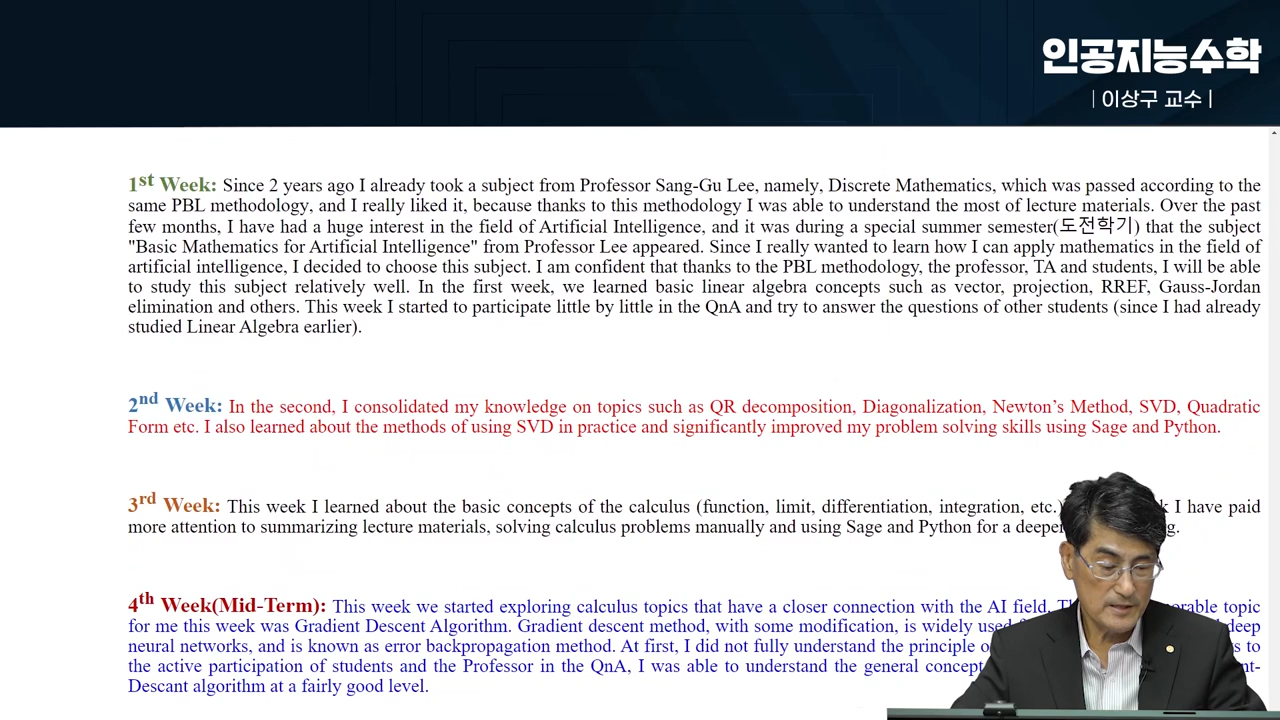 인공지능수학
| 이상구 교수 |
1st Week: Since 2 years ago I already took a subject from Professor Sang-Gu Lee, namely, Discrete Mathematics, which was passed according to the
same PBL methodology, and I really liked it, because thanks to this methodology I was able to understand the most of lecture materials. Over the past
few months, I have had a huge interest in the field of Artificial Intelligence, and it was during a special summer semester(도전학기) that the subject
"Basic Mathematics for Artificial Intelligence" from Professor Lee appeared. Since I really wanted to learn how I can apply mathematics in the field of
artificial intelligence, I decided to choose this subject. I am confident that thanks to the PBL methodology, the professor, TA and students, I will be able
to study this subject relatively well. In the first week, we learned basic linear algebra concepts such as vector, projection, RREF, Gauss-Jordan
elimination and others. This week I started to participate little by little in the QnA and try to answer the questions of other students (since I had already
studied Linear Algebra earlier).
2nd Week: In the second, I consolidated my knowledge on topics such as QR decomposition, Diagonalization, Newton's Method, SVD, Quadratic
Form etc. I also learned about the methods of using SVD in practice and significantly improved my problem solving skills using Sage and Python.
3rd Week: This week I learned about the basic concepts of the calculus (function, limit, differentiation, integration, etc.) I have paid
more attention to summarizing lecture materials, solving calculus problems manually and using Sage and Python for a
4th Week(Mid-Term): This week we started exploring calculus topics that have a closer connection with the AI field. topic
for me this week was Gradient Descent Algorithm. Gradient descent method, with some modification, is widely used deep
neural networks, and is known as error backpropagation method. At first, I did not fully understand the principle to
the active participation of students and the Professor in the QnA, I was able to understand the general
Descant algorithm at a fairly good level.